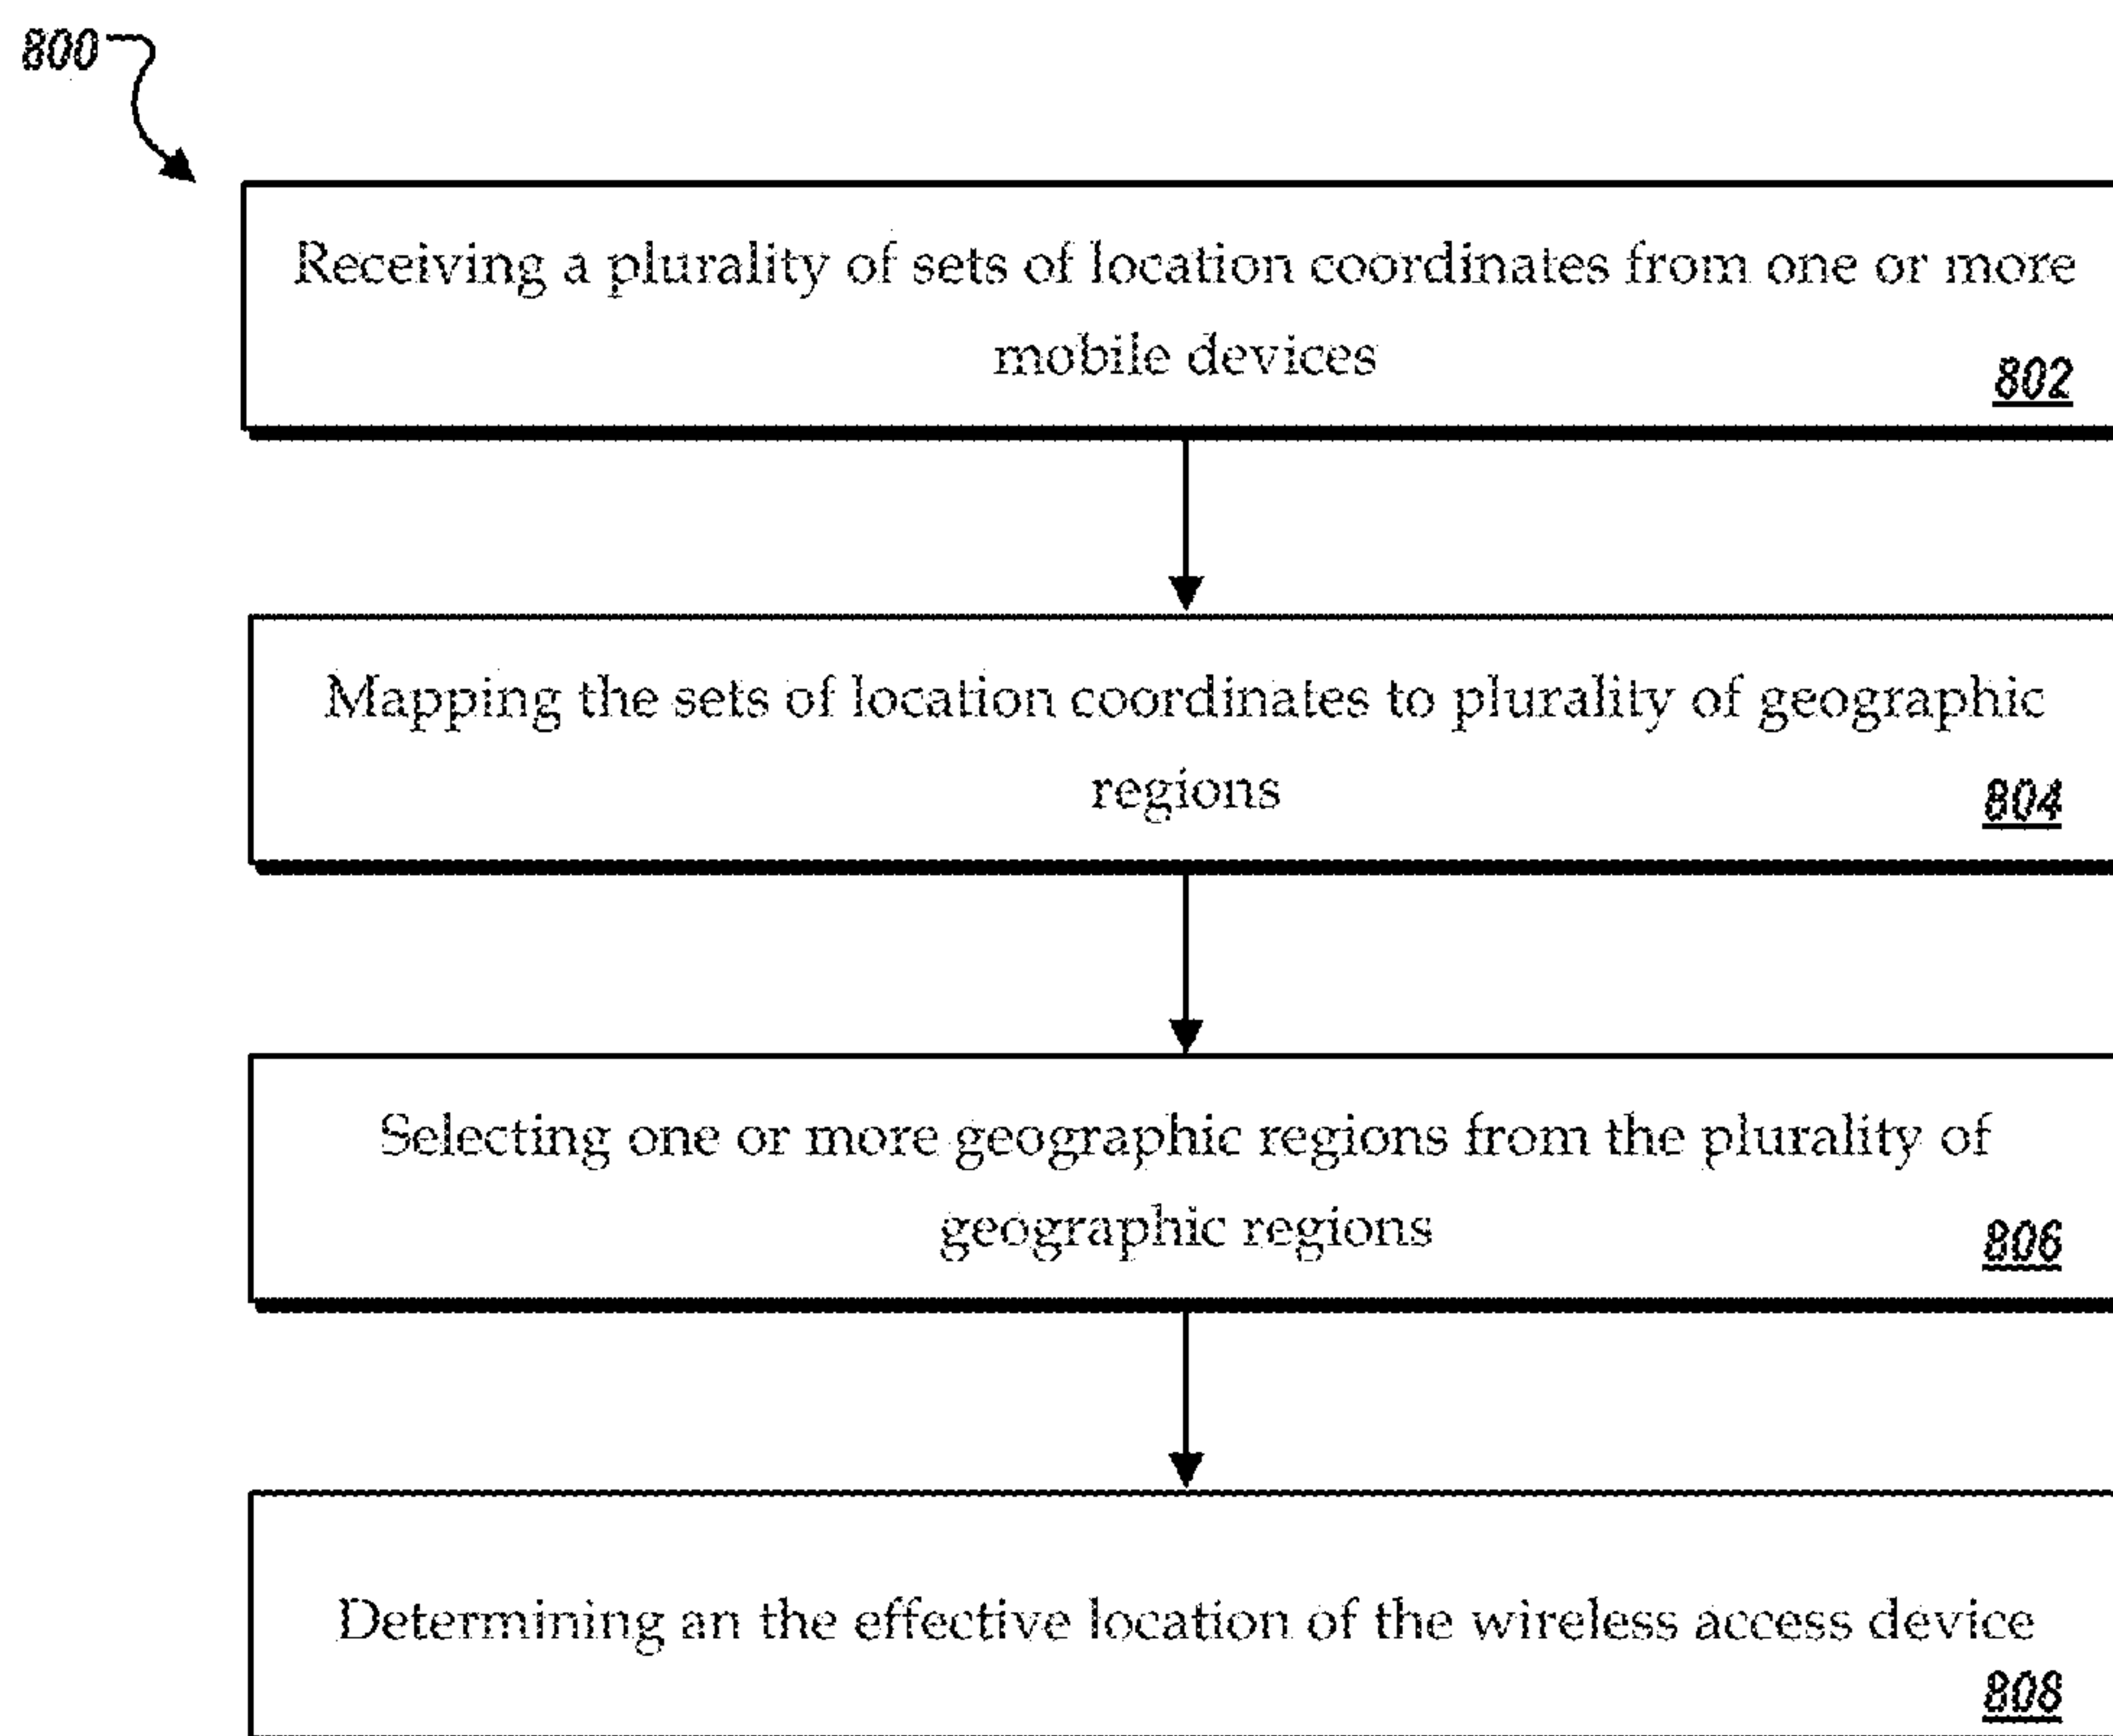 800
Receiving a plurality of sets of location coordinates from one or more
mobile devices
802
Mapping the sets of location coordinates to plurality of geographic
regions
804
Selecting one or more geographic regions from the plurality of
geographic regions
806
Determining an the effective location of the wireless access device
808